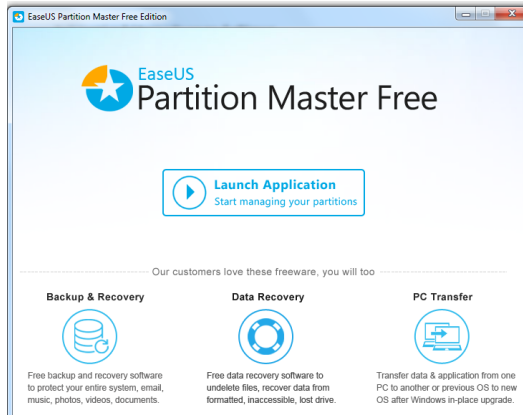 EaseUS Partition Master Free Edition
EaseUS
Partition Master Free
Launch Application
Start managing your partitions
Our customers love these freeware, you will too
Backup & Recovery
Data Recovery
PC Transfer
Free backup and recovery software
to protect your entire system, email,
music, photos, videos, documents.
Free data recovery software to
undelete files, recover data from
formatted, inaccessible, lost drive.
Transfer data & application from one
PC to another or previous OS to new
OS after Windows in-place upgrade.